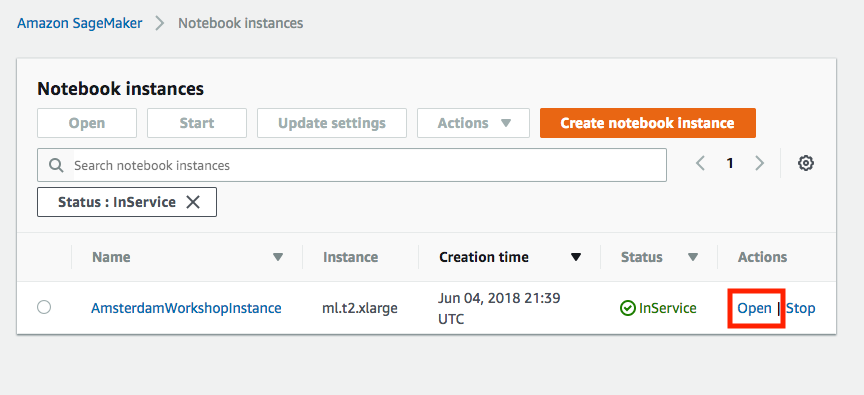 Amazon SageMaker > Notebook instances
Notebook instances
Open Start Update settings Actions Create notebook instance
Search notebook instances 1
Status : InService
Name Instance Creation time Status Actions
AmsterdamWorkshopInstance ml.t2.xlarge Jun 04, 2018 21:39 InService Open | Stop
UTC